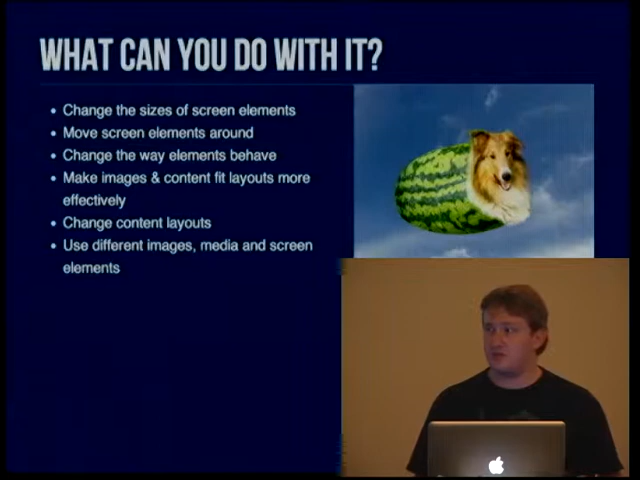 WHAT CAN YOU DO WITH IT?
• Change the sizes of screen elements
• Move screen elements around
• Change the way elements behave
• Make images & content fit layouts more
effectively
• Change content layouts
• Use different images, media and screen
elements